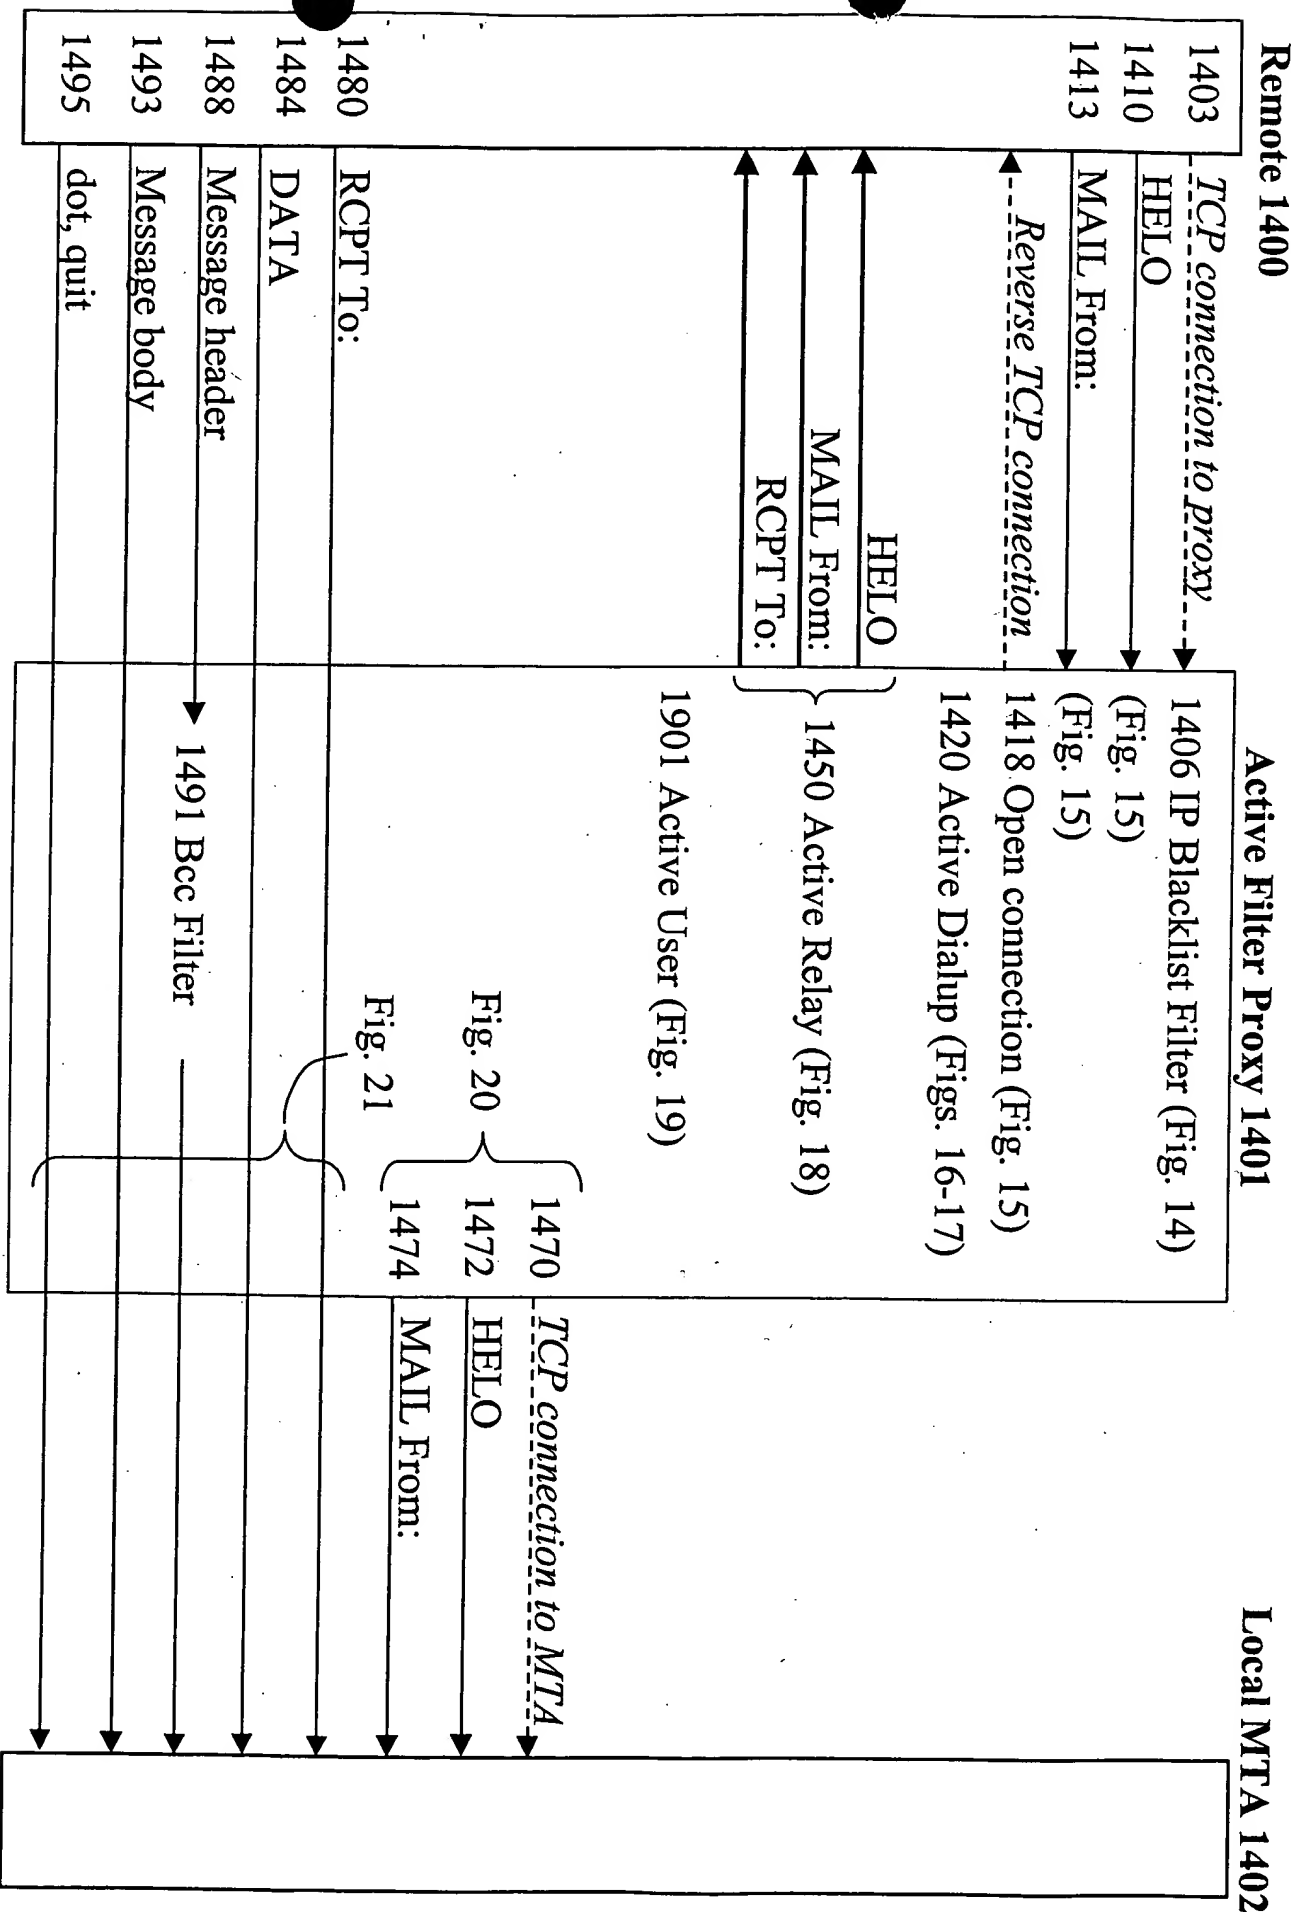 Remote 1400
Active Filter Proxy 1401
Local MTA 1402
1403
TCP connection to proxy
1406 IP Blacklist Filter (Fig. 14)
1410
HELO
(Fig. 15)
1413
MAIL From:
(Fig. 15)
Reverse TCP connection
1418 Open connection (Fig. 15)
1420 Active Dialup (Figs. 16-17)
HELO
MAIL From:
RCPT To:
1450 Active Relay (Fig. 18)
1901 Active User (Fig. 19)
1470
TCP connection to MTA
Fig. 20
1472
HELO
1474
MAIL From:
Fig. 21
1480
RCPT To:
1484
DATA
1488
Message header
1491 Bcc Filter
1493
Message body
1495
dot, quit